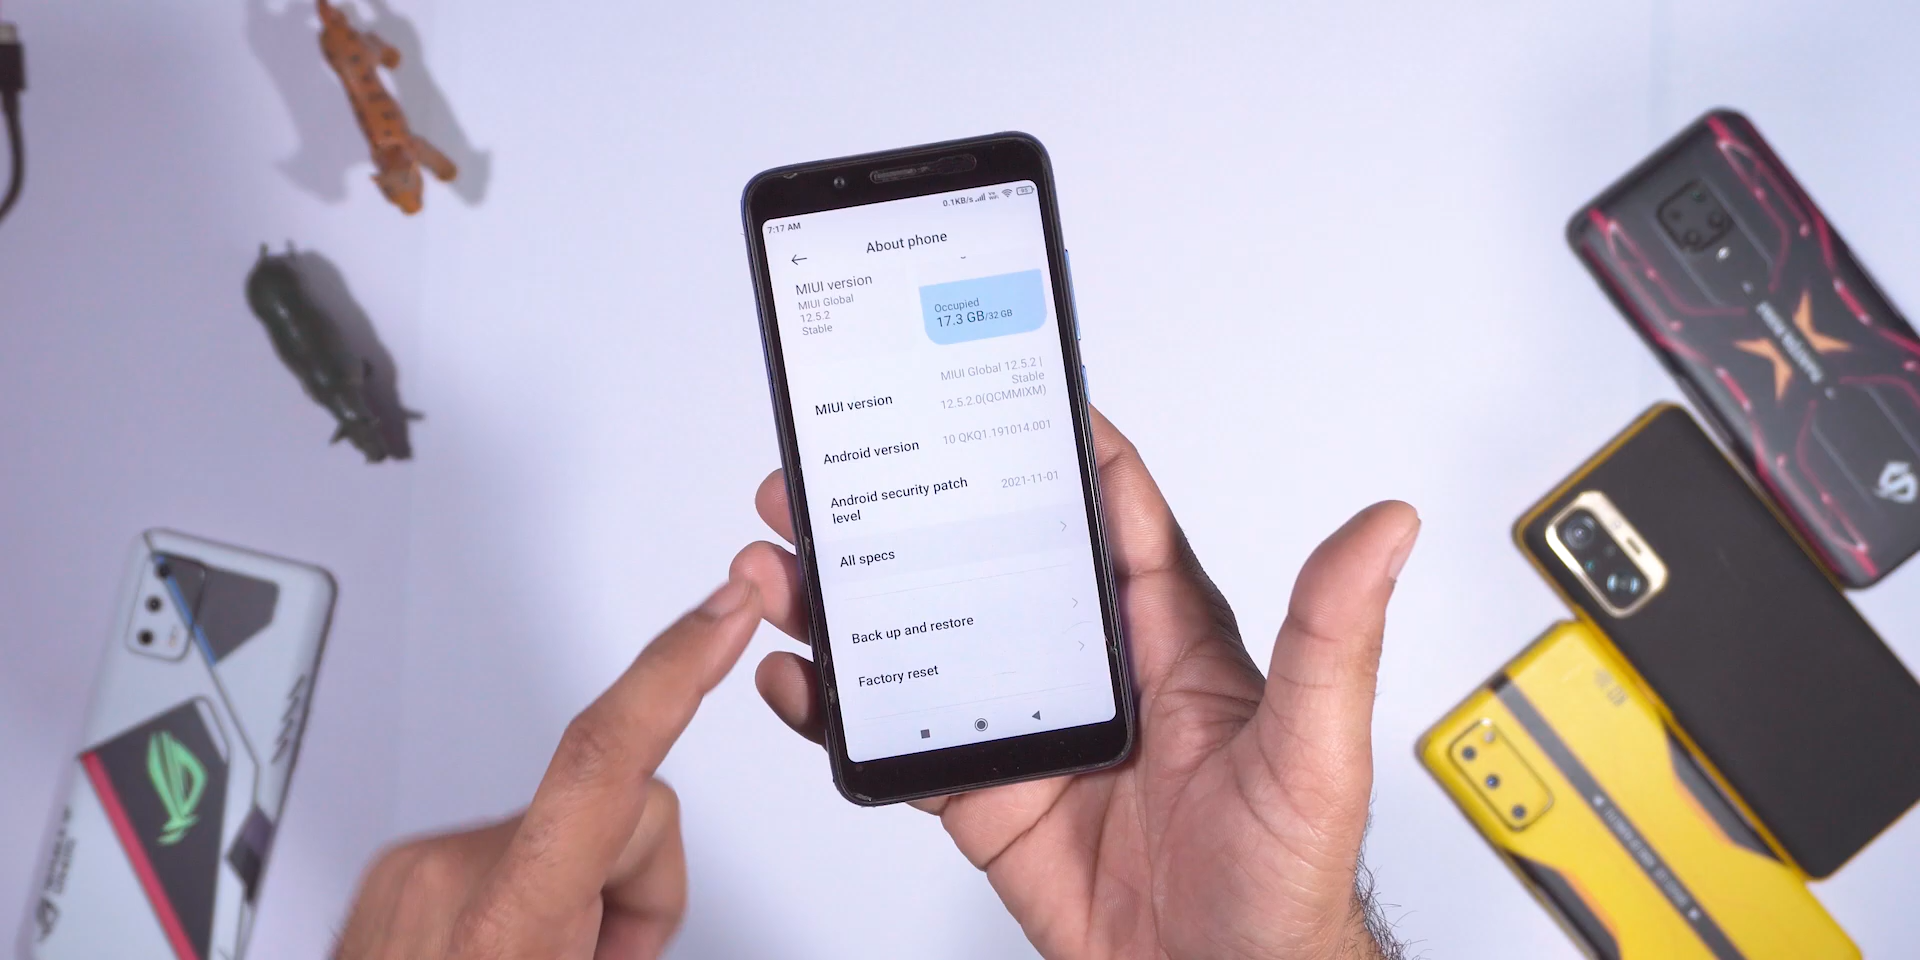 7:17 AM
0.1KB/s
About phone
MIUI version
MIUI Global
12.5.2
Stable
Occupied
17.3 GB/32 GB
MIUI version
MIUI Global 12.5.2 |
Stable
12.5.2.0(QCMMIXM)
Android version
10 QKQ1.191014.001
Android security patch
level
2021-11-01
All specs
Back up and restore
Factory reset